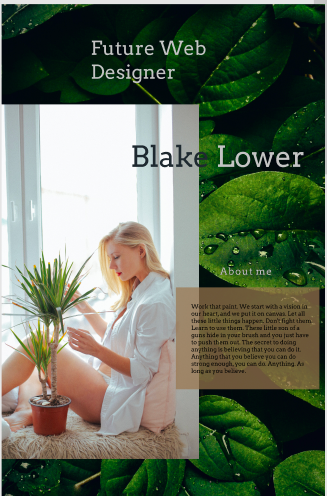 Future Web
Designer
Blake Lower
About me
Work that paint. We start with a vision in
our heart, and we put it on canvas. Let all
these little things happen. Don't fight them.
Learn to use them. These little son of a
guns hide in your brush and you just have
to push them out. The secret to doing
anything is believing that you can do it.
Anything that you believe you can do
strong enough, you can do. Anything. As
long as you believe.